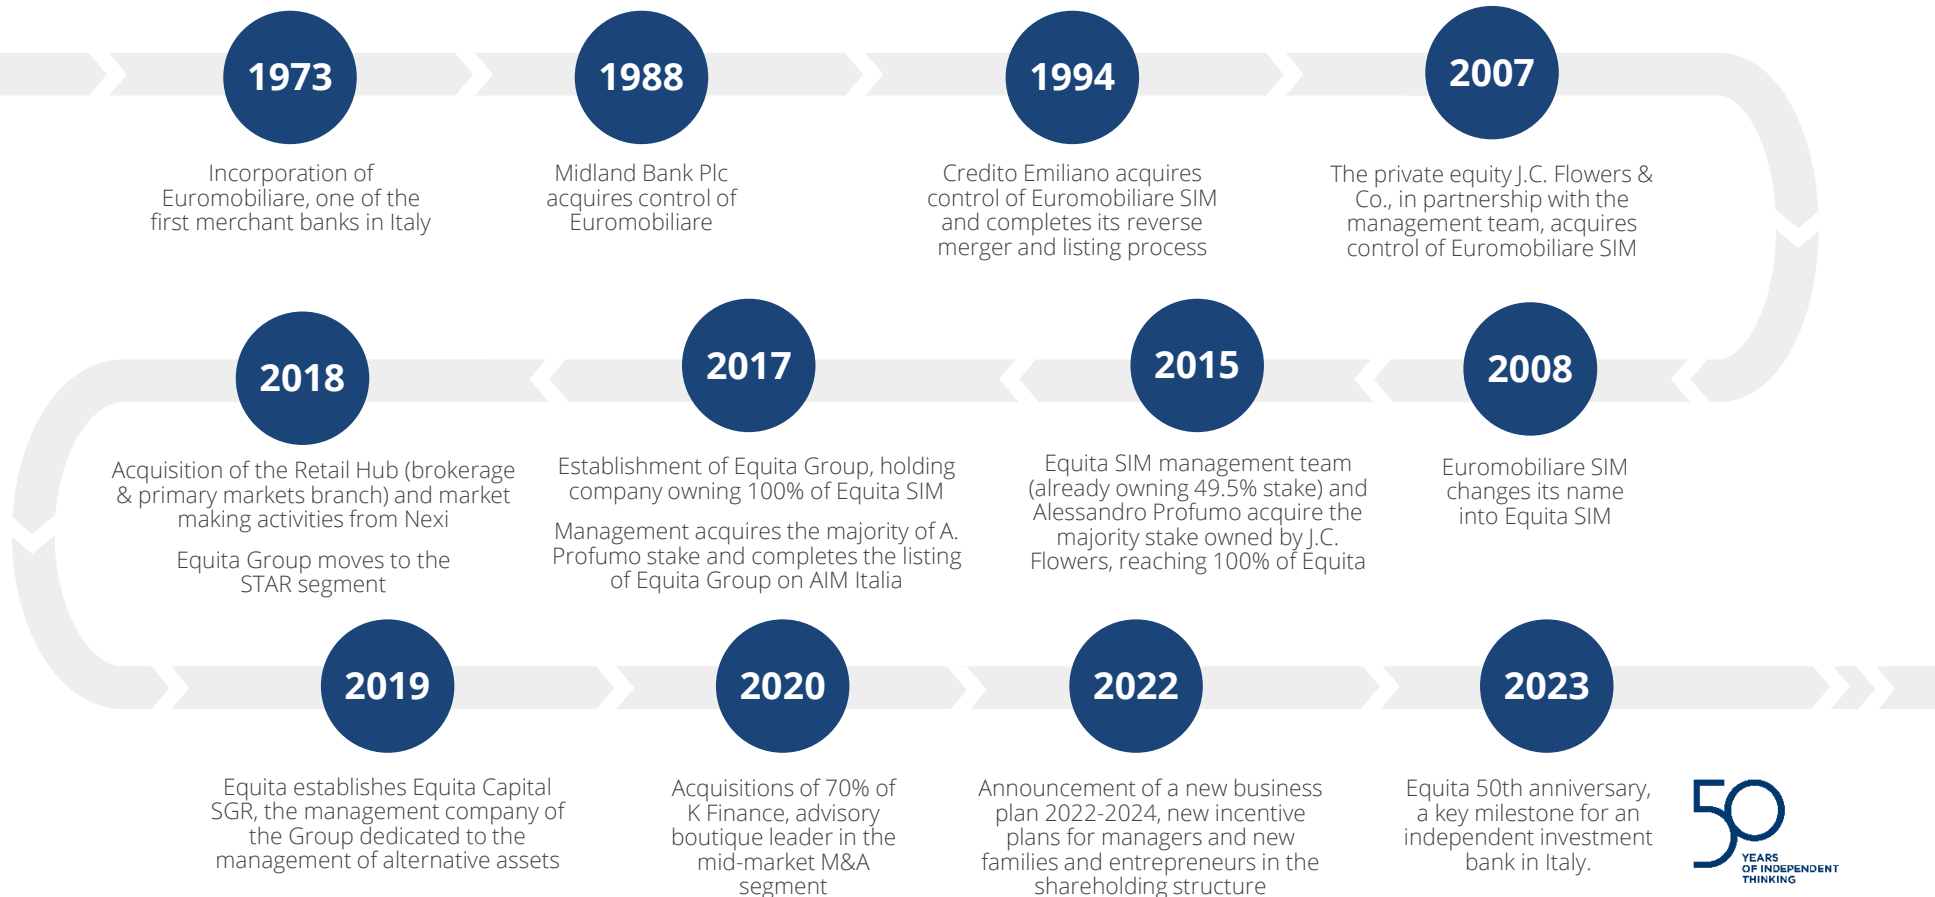 1973
Incorporation of
Euromobiliare, one of the
first merchant banks in Italy
1988
Midland Bank Plc
acquires control of
Euromobiliare
1994
Credito Emiliano acquires
control of Euromobiliare SIM
and completes its reverse
merger and listing process
2007
The private equity J.C. Flowers &
Co., in partnership with the
management team, acquires
control of Euromobiliare SIM
2008
Euromobiliare SIM
changes its name
into Equita SIM
2015
Equita SIM management team
(already owning 49.5% stake) and
Alessandro Profumo acquire the
majority stake owned by J.C.
Flowers, reaching 100% of Equita
2017
Establishment of Equita Group, holding
company owning 100% of Equita SIM
Management acquires the majority of A.
Profumo stake and completes the listing
of Equita Group on AIM Italia
2018
Acquisition of the Retail Hub (brokerage
& primary markets branch) and market
making activities from Nexi
Equita Group moves to the
STAR segment
2019
Equita establishes Equita Capital
SGR, the management company of
the Group dedicated to the
management of alternative assets
2020
Acquisitions of 70% of
K Finance, advisory
boutique leader in the
mid-market M&A
segment
2022
Announcement of a new business
plan 2022-2024, new incentive
plans for managers and new
families and entrepreneurs in the
shareholding structure
2023
Equita 50th anniversary,
a key milestone for an
independent investment
bank in Italy.
50
YEARS
OF INDEPENDENT
THINKING